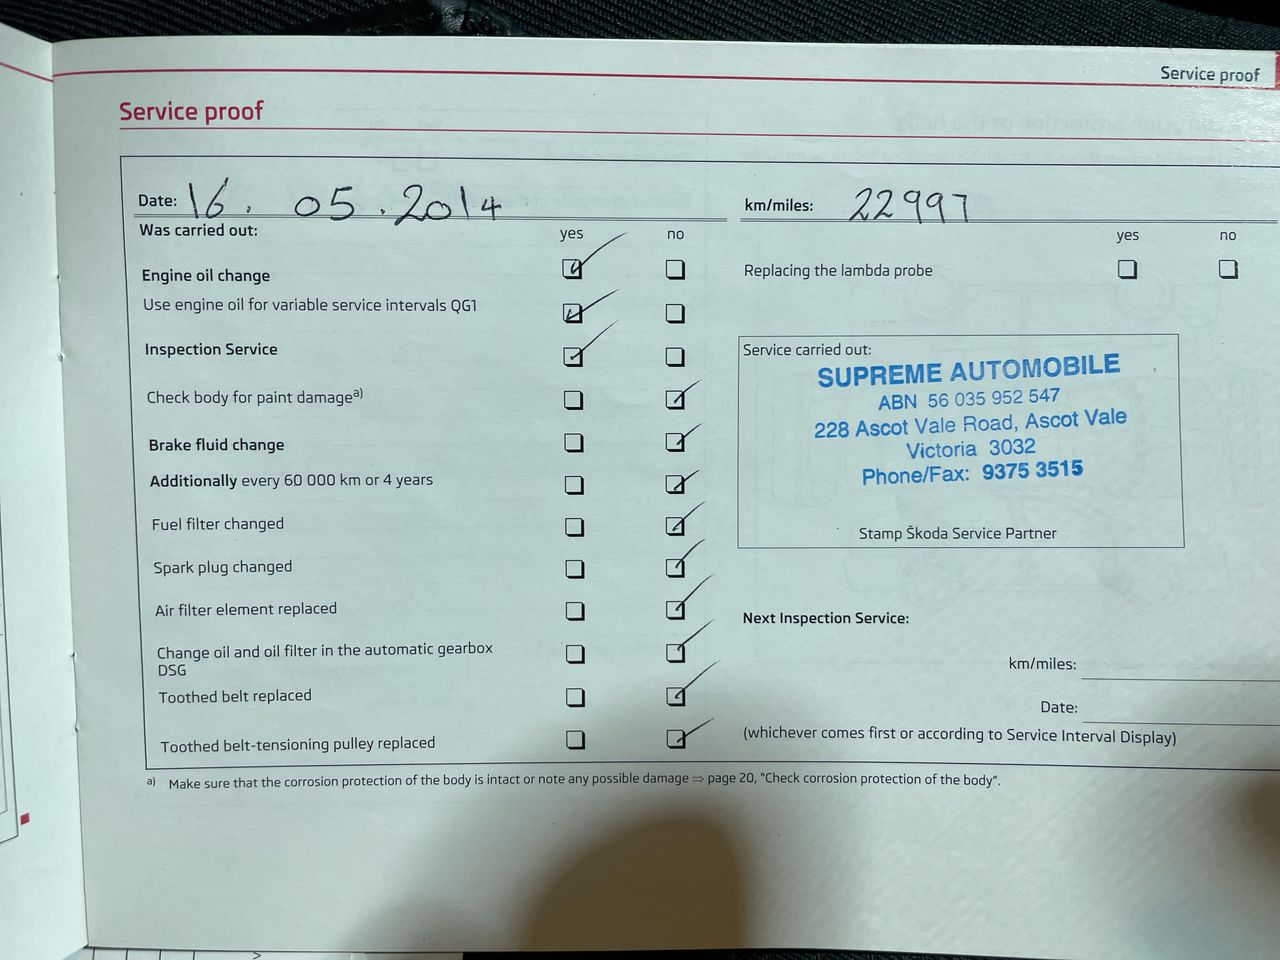 Service proof
Service proof
Date: 16. 05.2014
km/miles: 22997
Was carried out:
yes no
yes no
Engine oil change
Replacing the lambda probe
Use engine oil for variable service intervals QG1
Inspection Service
Check body for paint damagea)
Brake fluid change
Additionally every 60 000 km or 4 years
Fuel filter changed
Spark plug changed
Air filter element replaced
Change oil and oil filter in the automatic gearbox
DSG
Toothed belt replaced
Toothed belt-tensioning pulley replaced
Service carried out:
SUPREME AUTOMOBILE
ABN 56 035 952 547
228 Ascot Vale Road, Ascot Vale
Victoria 3032
Phone/Fax: 9375 3515
Stamp Škoda Service Partner
Next Inspection Service:
km/miles:
Date:
(whichever comes first or according to Service Interval Display)
a) Make sure that the corrosion protection of the body is intact or note any possible damage ⇒ page 20, "Check corrosion protection of the body".